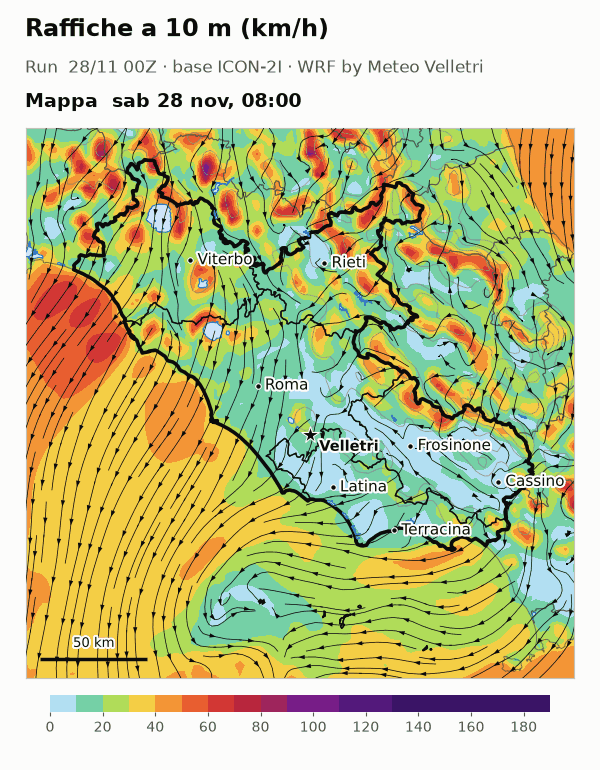 Raffiche a 10 m (km/h)
Run  28/11 00Z · base ICON-2I · WRF by Meteo Velletri
Mappa  sab 28 nov, 08:00
Viterbo
Rieti
Roma
Velletri
Frosinone
Cassino
Latina
Terracina
50 km
0 20 40 60 80 100 120 140 160 180